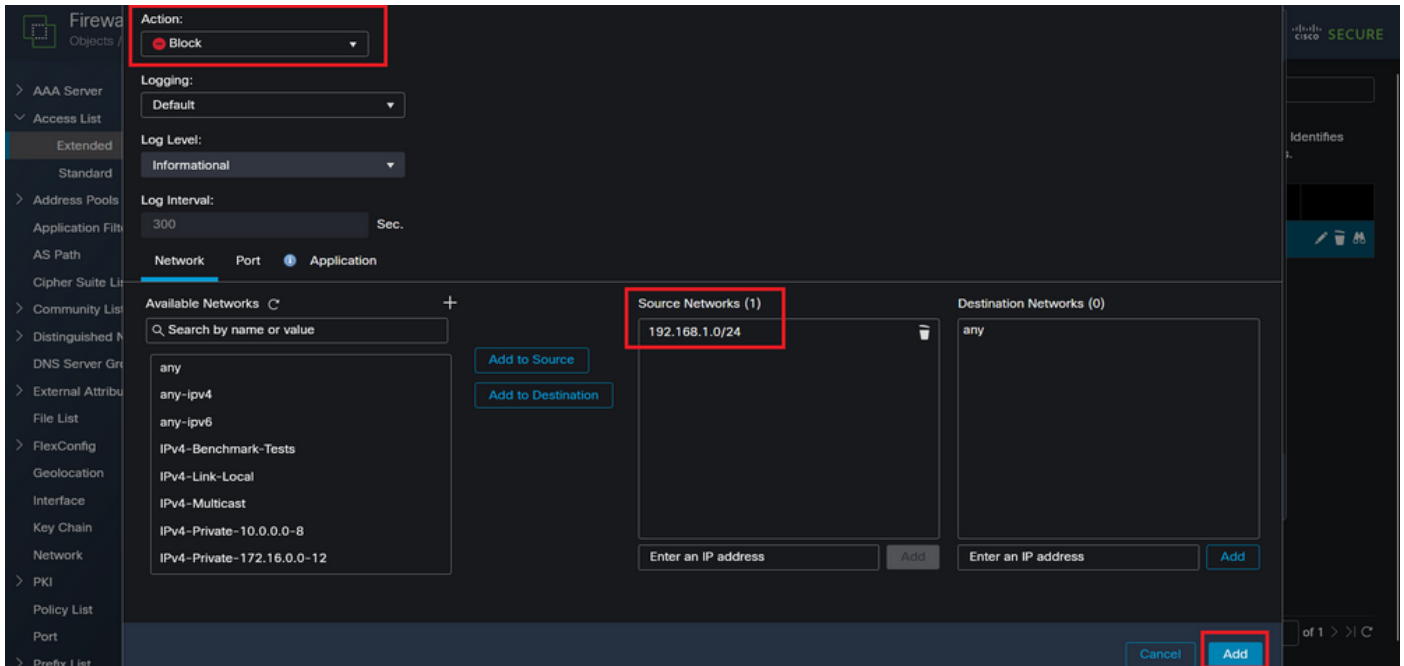 Firewa
Objects /
cisco SECURE
AAA Server
Access List
Extended
Standard
Address Pools
Application Filt
AS Path
Cipher Suite Li
Community List
Distinguished N
DNS Server Gro
External Attribu
File List
FlexConfig
Geolocation
Interface
Key Chain
Network
PKI
Policy List
Port
Prefix List
Action:
Block
Logging:
Default
Log Level:
Informational
Log Interval:
300 Sec.
Network Port Application
Available Networks
Search by name or value
any
any-ipv4
any-ipv6
IPv4-Benchmark-Tests
IPv4-Link-Local
IPv4-Multicast
IPv4-Private-10.0.0.0-8
IPv4-Private-172.16.0.0-12
Add to Source
Add to Destination
Source Networks (1)
192.168.1.0/24
Enter an IP address Add
Destination Networks (0)
any
Enter an IP address Add
Cancel Add
Identifies
s.
of 1